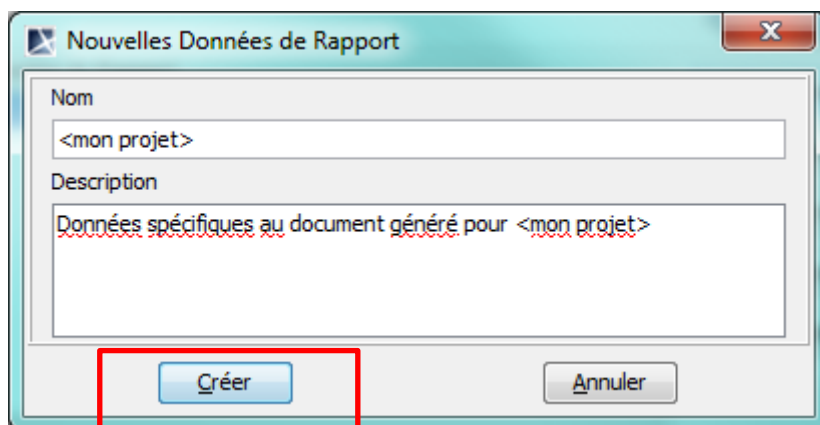 Nouvelles Données de Rapport
Nom
<mon projet>
Description
Données spécifiques au document généré pour <mon projet>
Créer
Annuler